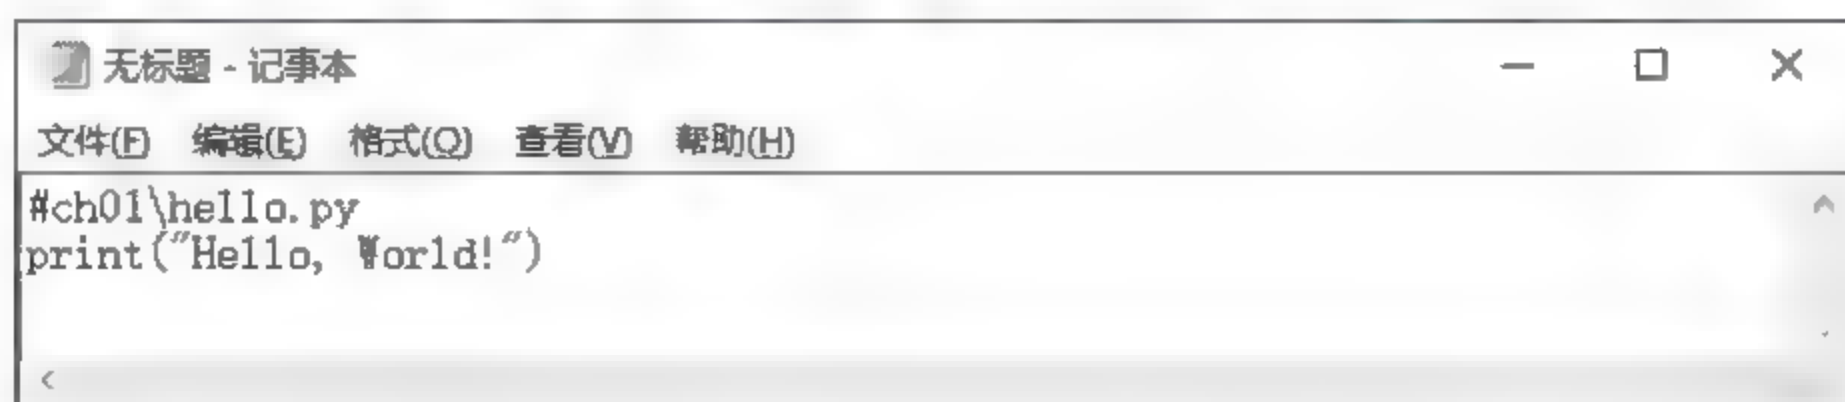 无标题 - 记事本
文件(F) 编辑(E) 格式(O) 查看(V) 帮助(H)
#ch01\hello.py
print("Hello, World!")